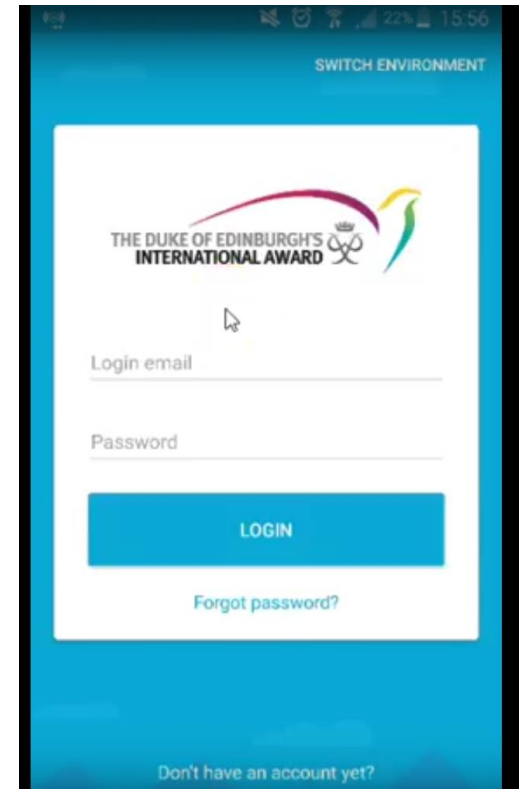 22% 15:56
SWITCH ENVIRONMENT
THE DUKE OF EDINBURGH'S
INTERNATIONAL AWARD
Login email
Password
LOGIN
Forgot password?
Don't have an account yet?